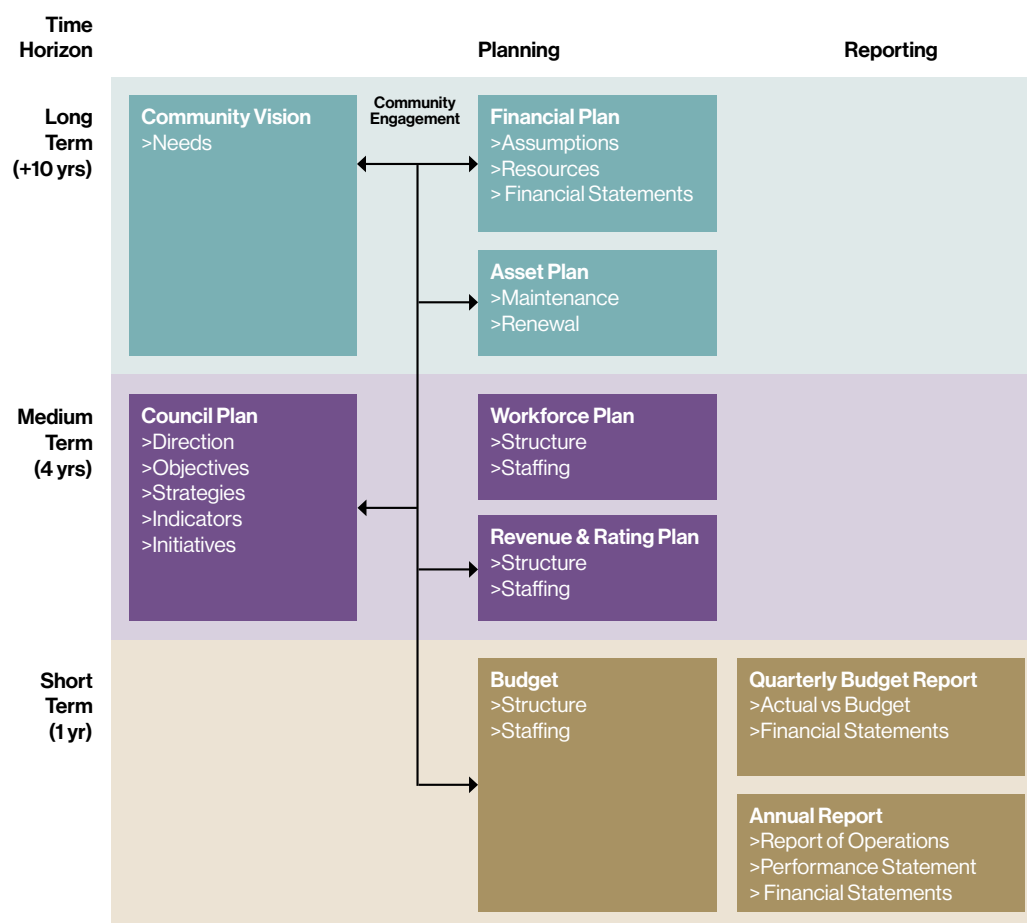 Time
Horizon
Planning
Reporting
Long
Term
(+10 yrs)
Community Vision
>Needs
Community
Engagement
Financial Plan
>Assumptions
>Resources
> Financial Statements
Asset Plan
>Maintenance
>Renewal
Medium
Term
(4 yrs)
Council Plan
>Direction
>Objectives
>Strategies
>Indicators
>Initiatives
Workforce Plan
>Structure
>Staffing
Revenue & Rating Plan
>Structure
>Staffing
Short
Term
(1 yr)
Budget
>Structure
>Staffing
Quarterly Budget Report
>Actual vs Budget
>Financial Statements
Annual Report
>Report of Operations
>Performance Statement
> Financial Statements